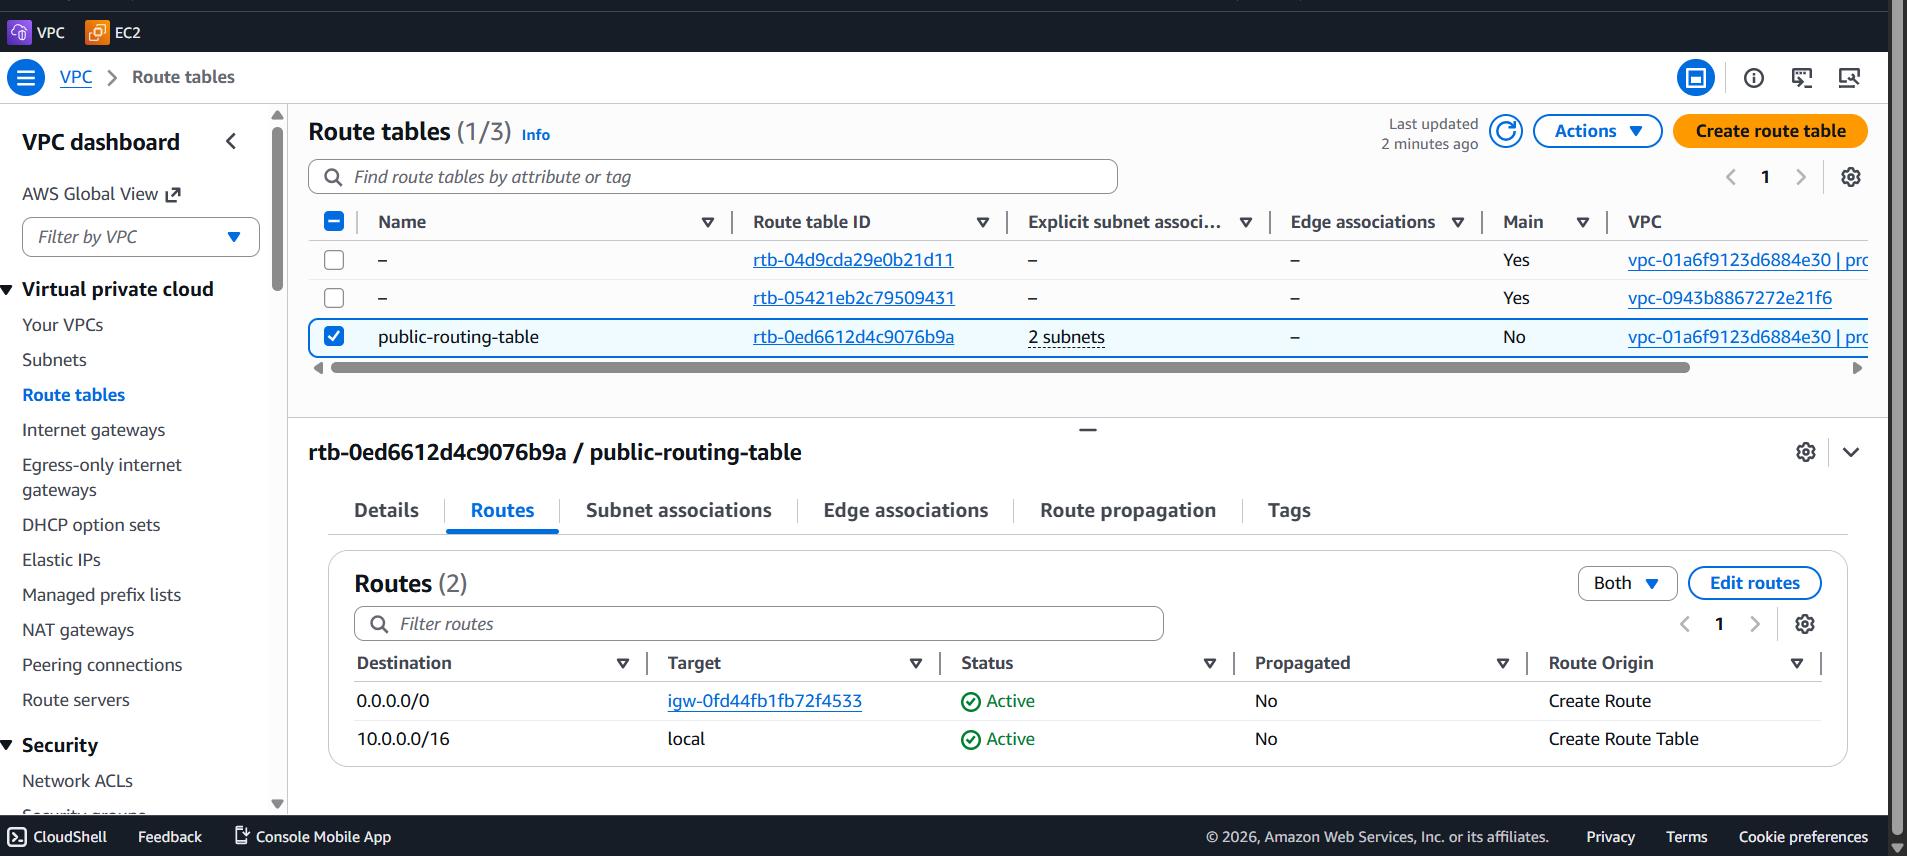 VPC EC2
VPC Route tables
VPC dashboard
AWS Global View
Filter by VPC
Virtual private cloud
Your VPCs
Subnets
Route tables
Internet gateways
Egress-only internet
gateways
DHCP option sets
Elastic IPs
Managed prefix lists
NAT gateways
Peering connections
Route servers
Security
Network ACLs
Route tables (1/3) Info
Last updated
2 minutes ago
Actions
Create route table
Find route tables by attribute or tag
1
Name Route table ID Explicit subnet associ... Edge associations Main VPC
– rtb-04d9cda29e0b21d11 – – Yes vpc-01a6f9123d6884e30 | prc
– rtb-05421eb2c79509431 – – Yes vpc-0943b8867272e21f6
public-routing-table rtb-0ed6612d4c9076b9a 2 subnets – No vpc-01a6f9123d6884e30 | prc
rtb-0ed6612d4c9076b9a / public-routing-table
Details Routes Subnet associations Edge associations Route propagation Tags
Routes (2)
Both
Edit routes
Filter routes
1
Destination Target Status Propagated Route Origin
0.0.0.0/0 igw-0fd44fb1fb72f4533 Active No Create Route
10.0.0.0/16 local Active No Create Route Table
CloudShell Feedback Console Mobile App © 2026, Amazon Web Services, Inc. or its affiliates. Privacy Terms Cookie preferences